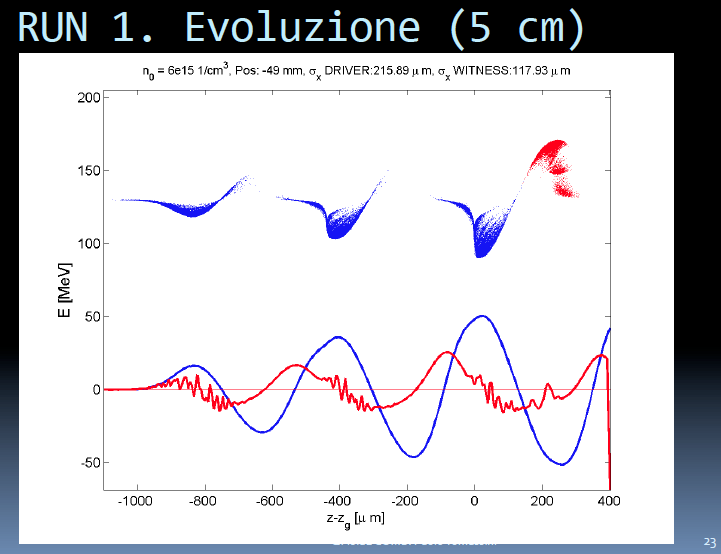 RUN 1. Evoluzione (5 cm)
n0 = 6e15 1/cm3, Pos: -49 mm, σx DRIVER:215.89 μm, σx WITNESS:117.93 μm
200
150
100
50
0
-50
E [MeV]
-1000 -800 -600 -400 -200 0 200 400
z-zg [μm]
23